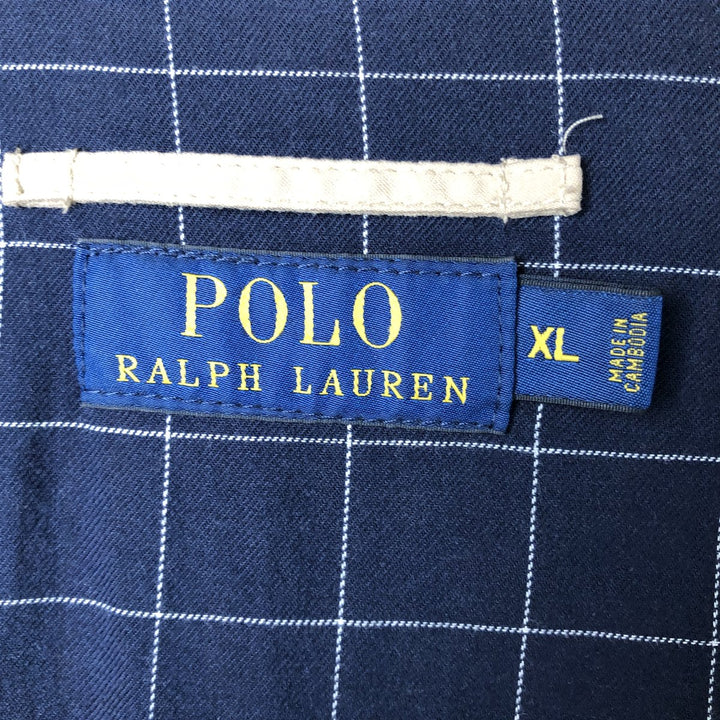 POLO
RALPH LAUREN
XL
MADE IN
CAMBODIA